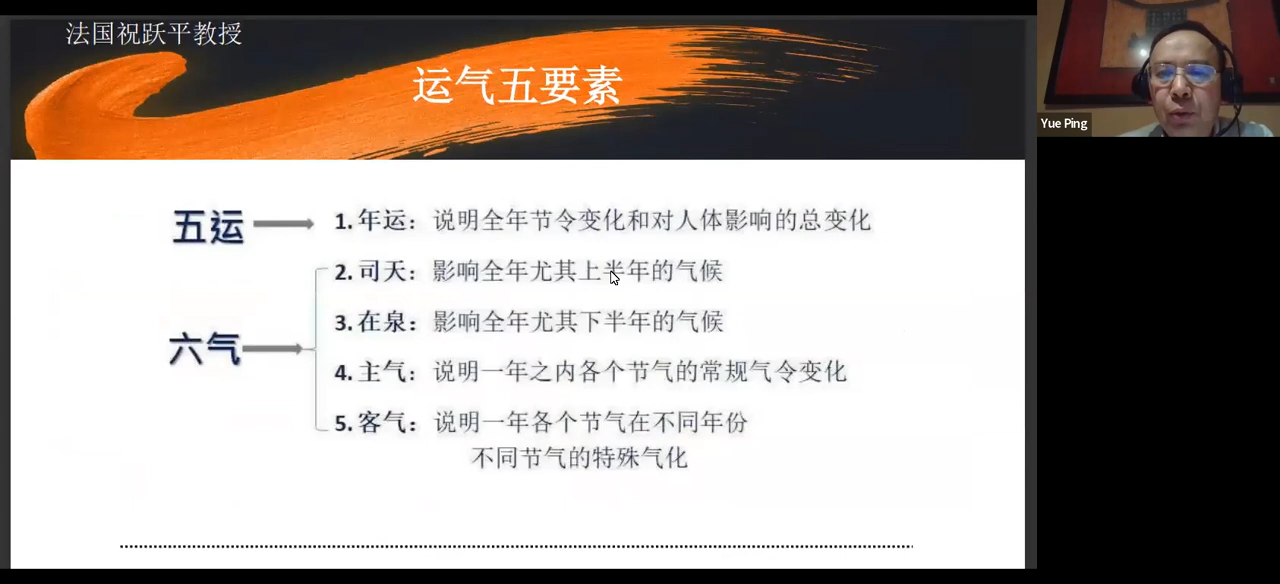 法国祝跃平教授
运气五要素
Yue Ping
五運
1. 年运：说明全年节令变化和对人体影响的总变化
六气
2. 司天：影响全年尤其上半年的气候
3. 在泉：影响全年尤其下半年的气候
4. 主气：说明一年之内各个节气的常规气令变化
5. 客气：说明一年各个节气在不同年份
不同节气的特殊气化